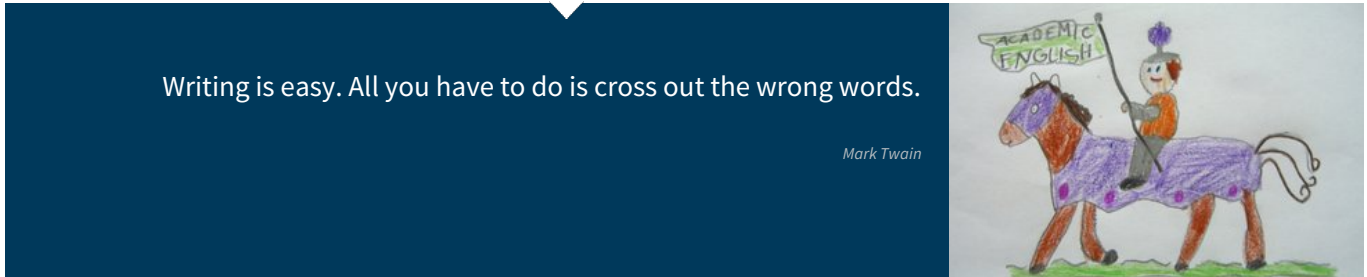 Writing is easy. All you have to do is cross out the wrong words.
Mark Twain
ACADEMIC
ENGLISH